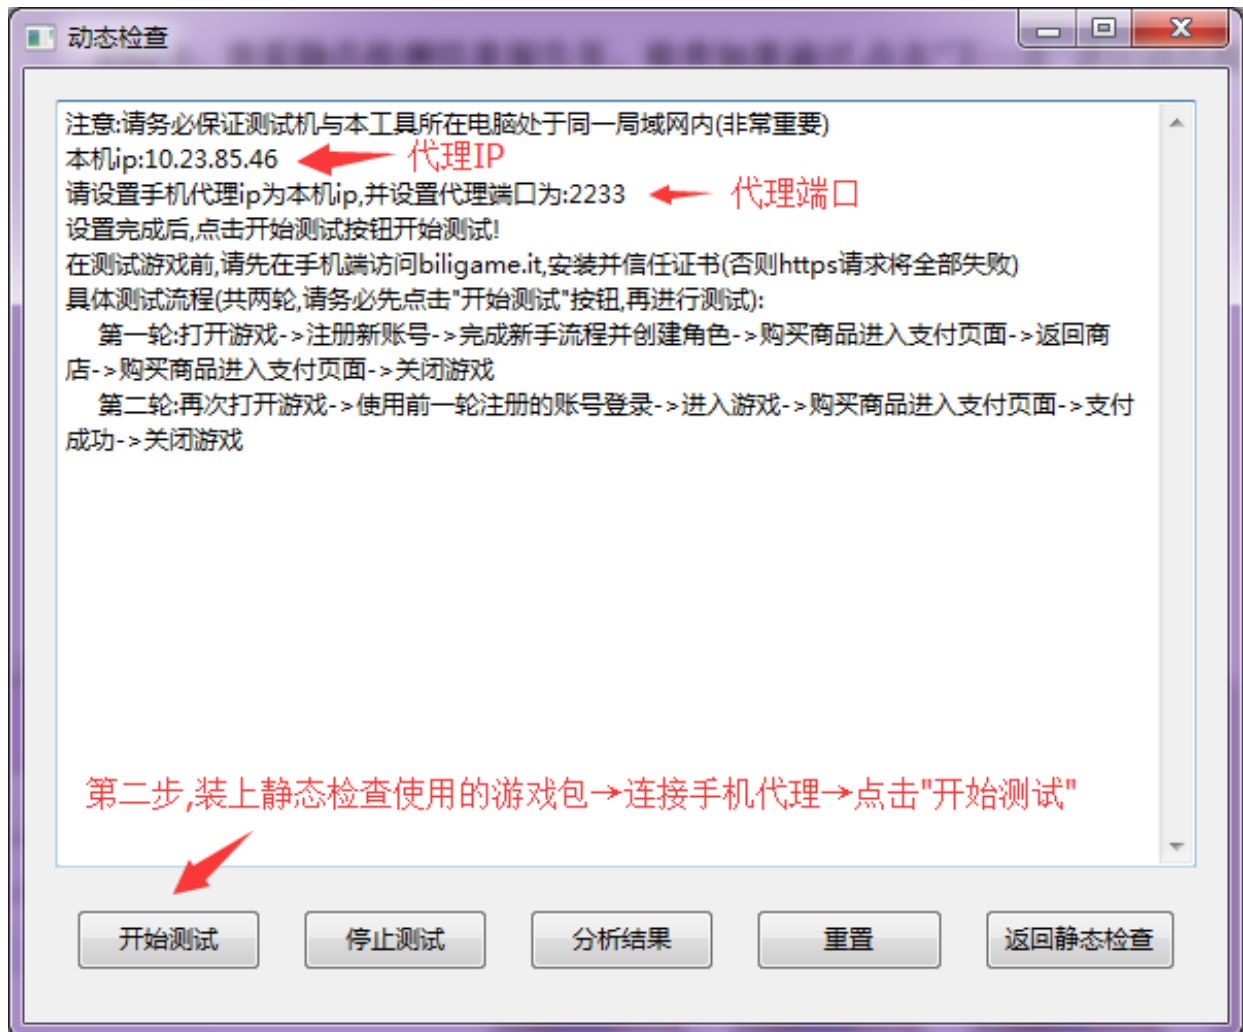 动态检查
注意:请务必保证测试机与本工具所在电脑处于同一局域网内(非常重要)
本机ip:10.23.85.46
代理IP
请设置手机代理ip为本机ip,并设置代理端口为:2233
代理端口
设置完成后,点击开始测试按钮开始测试!
在测试游戏前,请先在手机端访问biligame.it,安装并信任证书(否则https请求将全部失败)
具体测试流程(共两轮,请务必先点击"开始测试"按钮,再进行测试):
第一轮:打开游戏->注册新账号->完成新手流程并创建角色->购买商品进入支付页面->返回商
店->购买商品进入支付页面->关闭游戏
第二轮:再次打开游戏->使用前一轮注册的账号登录->进入游戏->购买商品进入支付页面->支付
成功->关闭游戏
第二步,装上静态检查使用的游戏包→连接手机代理→点击"开始测试"
开始测试
停止测试
分析结果
重置
返回静态检查